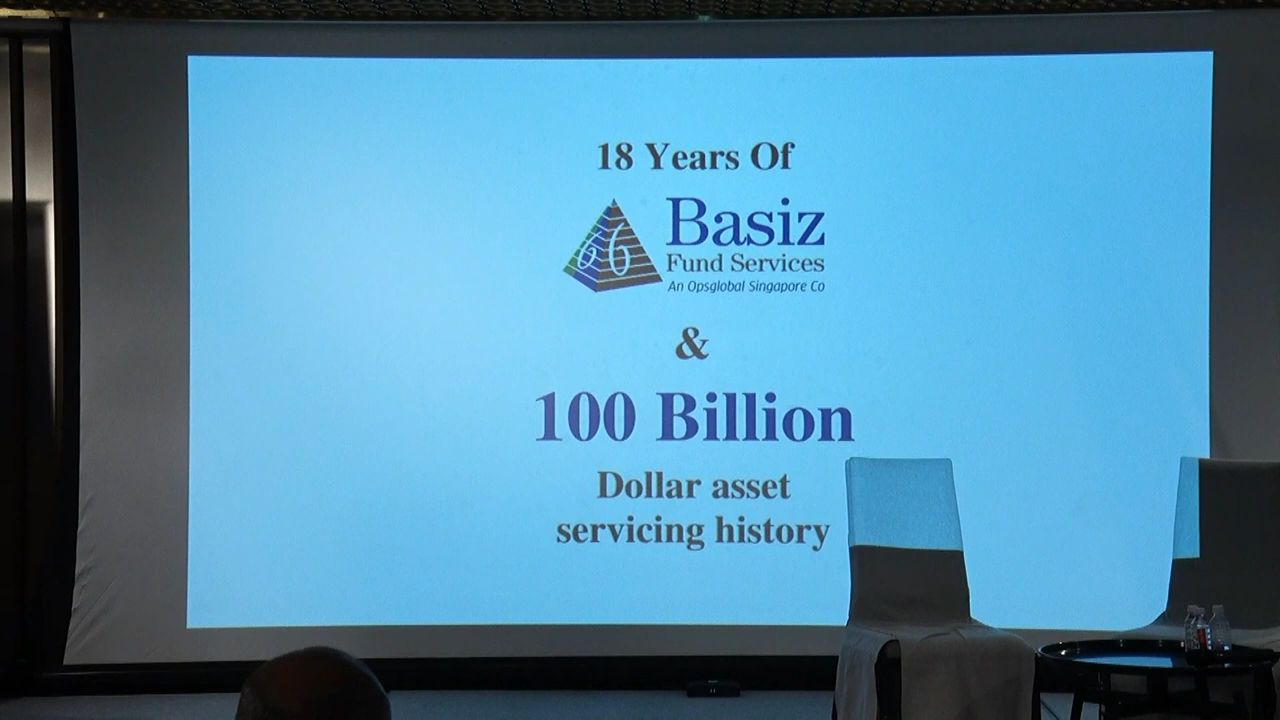 18 Years Of
Basiz
Fund Services
An Opsglobal Singapore Co
&
100 Billion
Dollar asset
servicing history